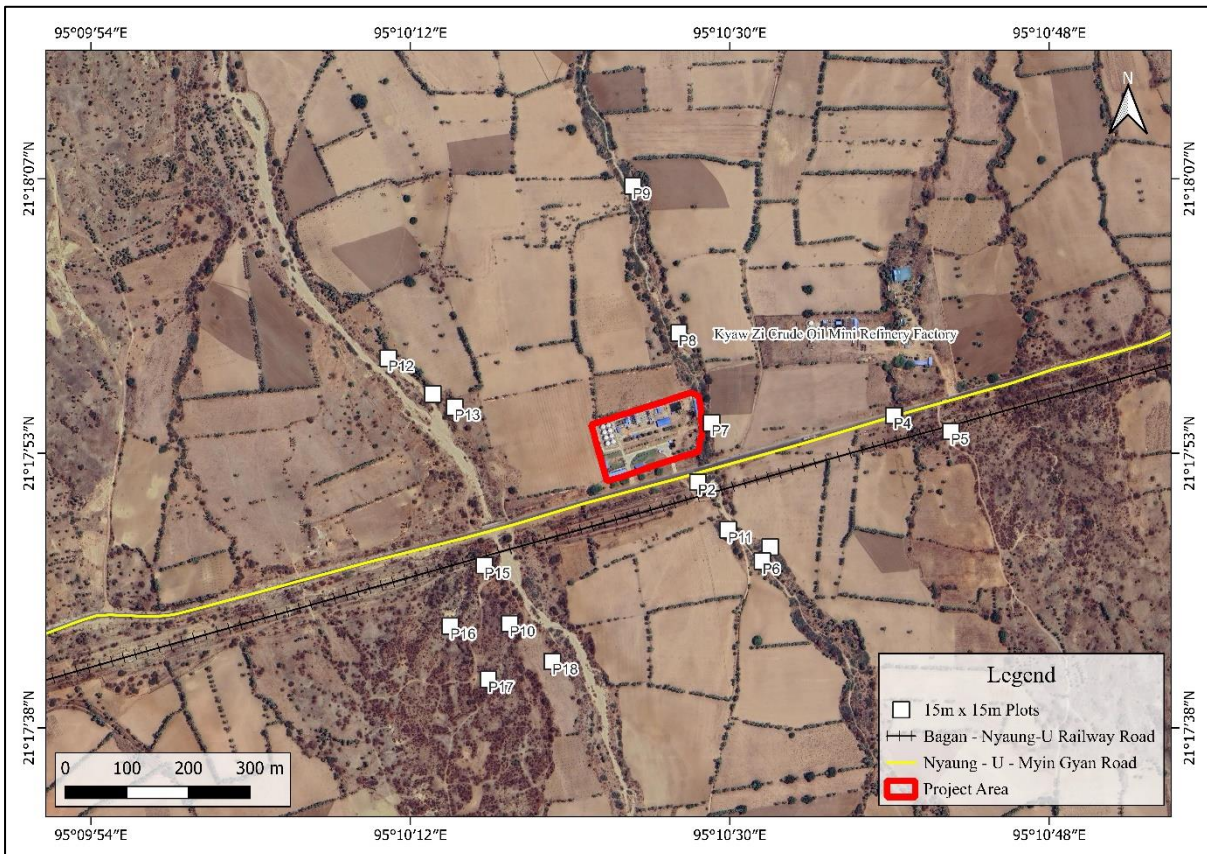 95°09′54″E 95°10′12″E 95°10′30″E 95°10′48″E
N
21°18′07″N 21°18′07″N
P9
P8
Kyaw Zi Crude Oil Mini Refinery Factory
P12
P13
P7
P4
P5
21°17′53″N 21°17′53″N
P2
P11
P6
P15
P16
P10
P18
P17
Legend
15m x 15m Plots
Bagan - Nyaung-U Railway Road
Nyaung - U - Myin Gyan Road
Project Area
21°17′38″N 21°17′38″N
0 100 200 300 m
95°09′54″E 95°10′12″E 95°10′30″E 95°10′48″E